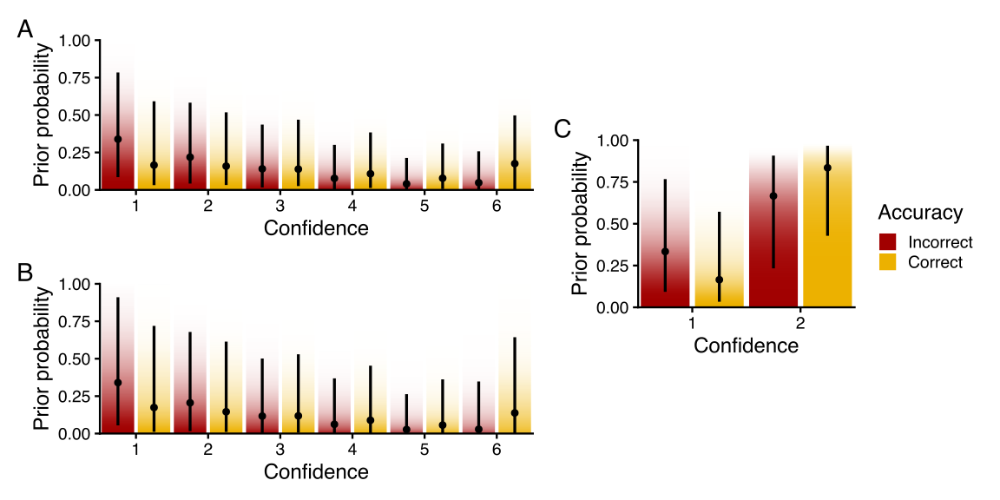 A
Prior probability
1.00
0.75
0.50
0.25
0.00
1 2 3 4 5 6
Confidence
B
Prior probability
1.00
0.75
0.50
0.25
0.00
1 2 3 4 5 6
Confidence
C
Prior probability
1.00
0.75
0.50
0.25
0.00
1 2
Confidence
Accuracy
Incorrect
Correct